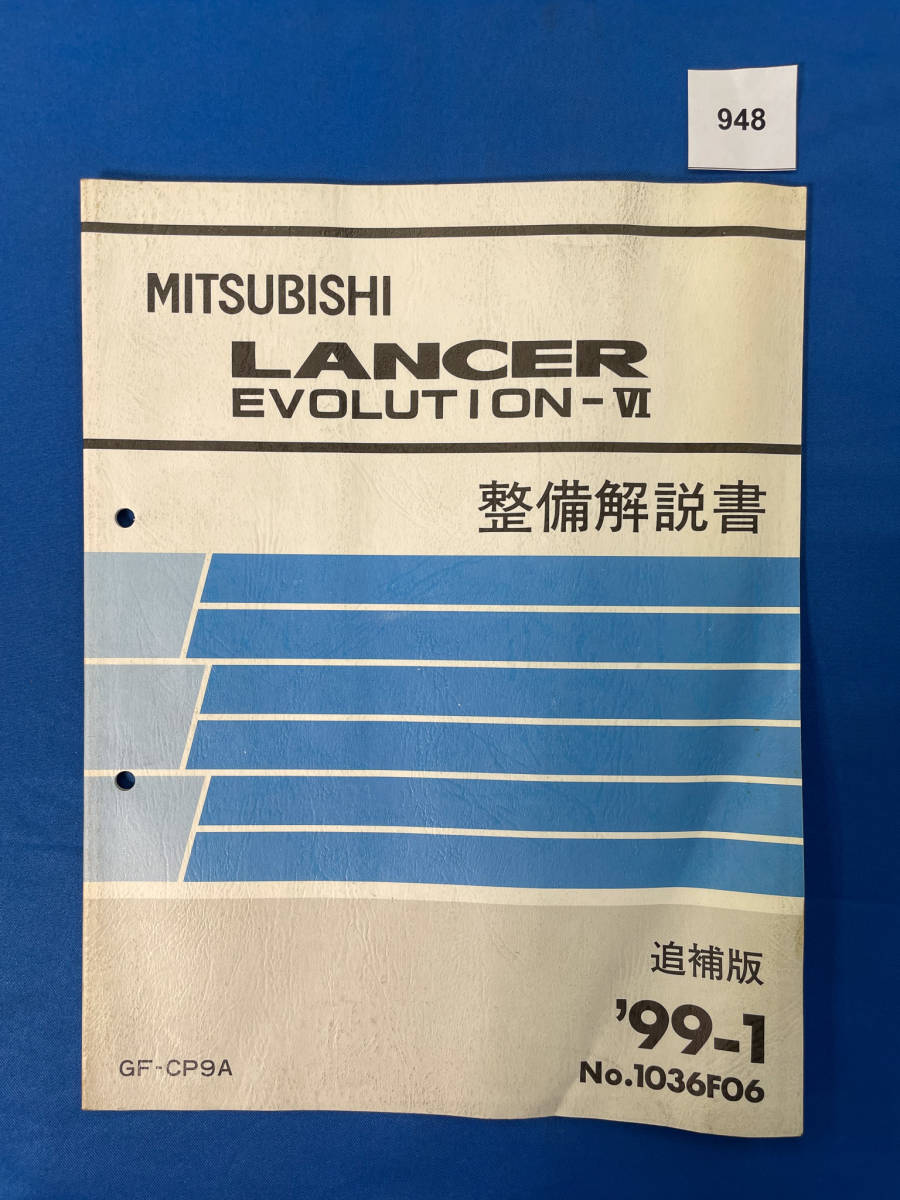 948
MITSUBISHI
LANCER
EVOLUTION-Ⅵ
整備解説書
追補版
'99-1
No.1036F06
GF-CP9A